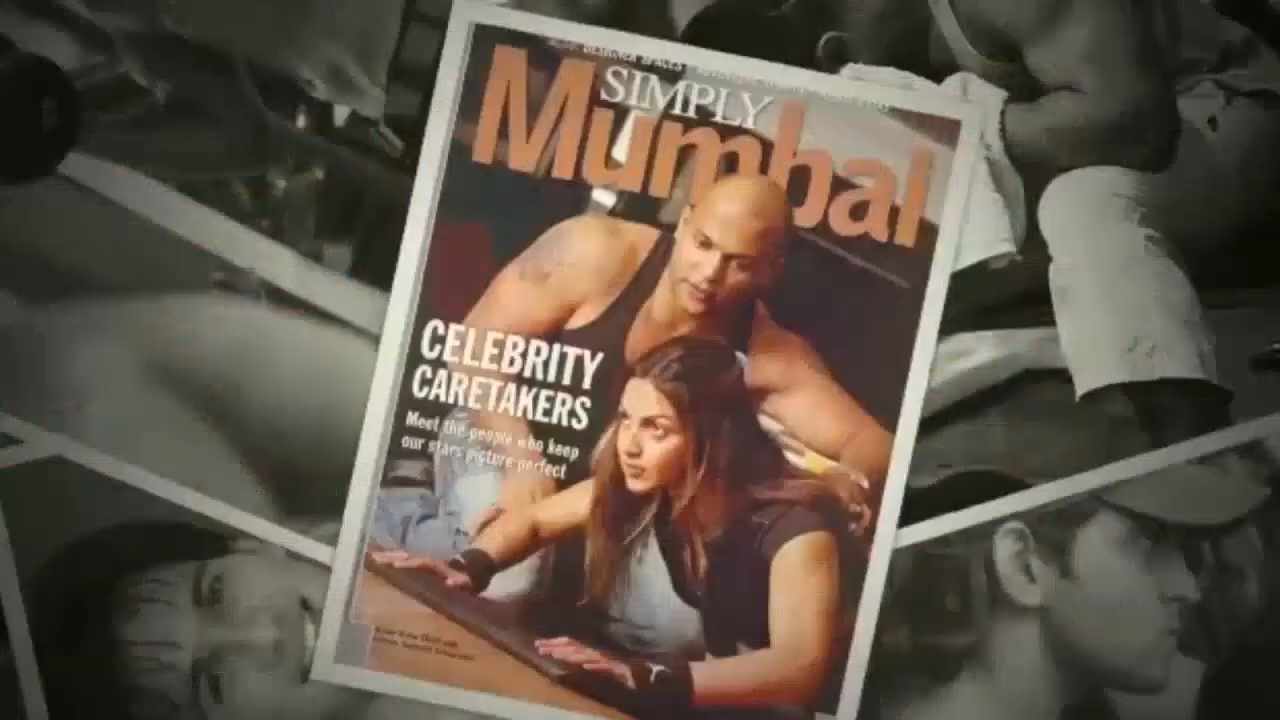 SIMPLY
Mumbai
CELEBRITY
CARETAKERS
Meet the people who keep
our stars picture perfect